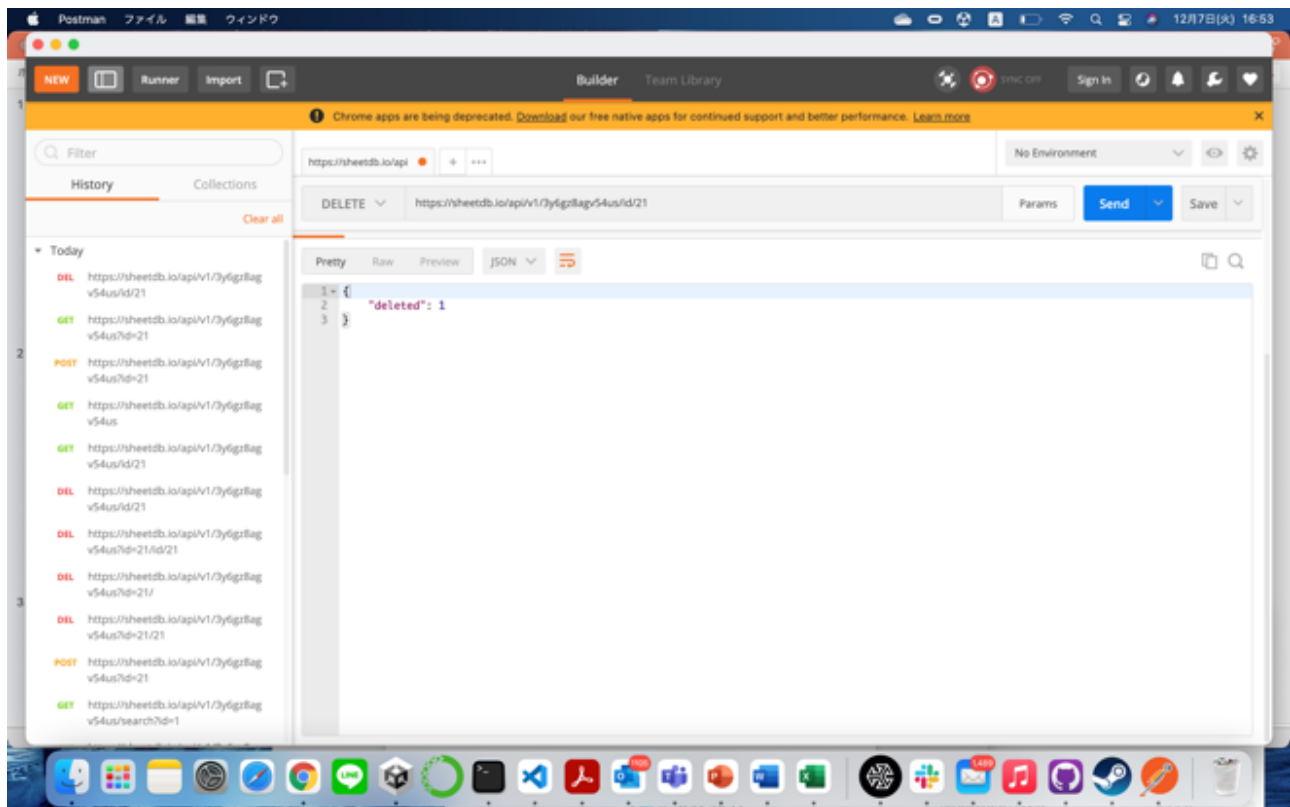 Postman ファイル 編集 ウィンドウ
12月7日(火) 16:53
NEW
Runner
Import
Builder
Team Library
SYNC OFF
Sign In
Chrome apps are being deprecated. Download our free native apps for continued support and better performance. Learn more
Filter
https://sheetdb.io/api
No Environment
History
Collections
DELETE
https://sheetdb.io/api/v1/3y6gz8agv54us/id/21
Params
Send
Save
Clear all
Today
Pretty
Raw
Preview
JSON
DEL https://sheetdb.io/api/v1/3y6gz8ag
v54us/id/21
GET https://sheetdb.io/api/v1/3y6gz8ag
v54us?id=21
POST https://sheetdb.io/api/v1/3y6gz8ag
v54us?id=21
GET https://sheetdb.io/api/v1/3y6gz8ag
v54us
GET https://sheetdb.io/api/v1/3y6gz8ag
v54us/id/21
DEL https://sheetdb.io/api/v1/3y6gz8ag
v54us/id/21
DEL https://sheetdb.io/api/v1/3y6gz8ag
v54us?id=21/id/21
DEL https://sheetdb.io/api/v1/3y6gz8ag
v54us?id=21/
DEL https://sheetdb.io/api/v1/3y6gz8ag
v54us?id=21/21
POST https://sheetdb.io/api/v1/3y6gz8ag
v54us?id=21
GET https://sheetdb.io/api/v1/3y6gz8ag
v54us/search?id=1
1 {
2 "deleted": 1
3 }
1
2
3
LINE